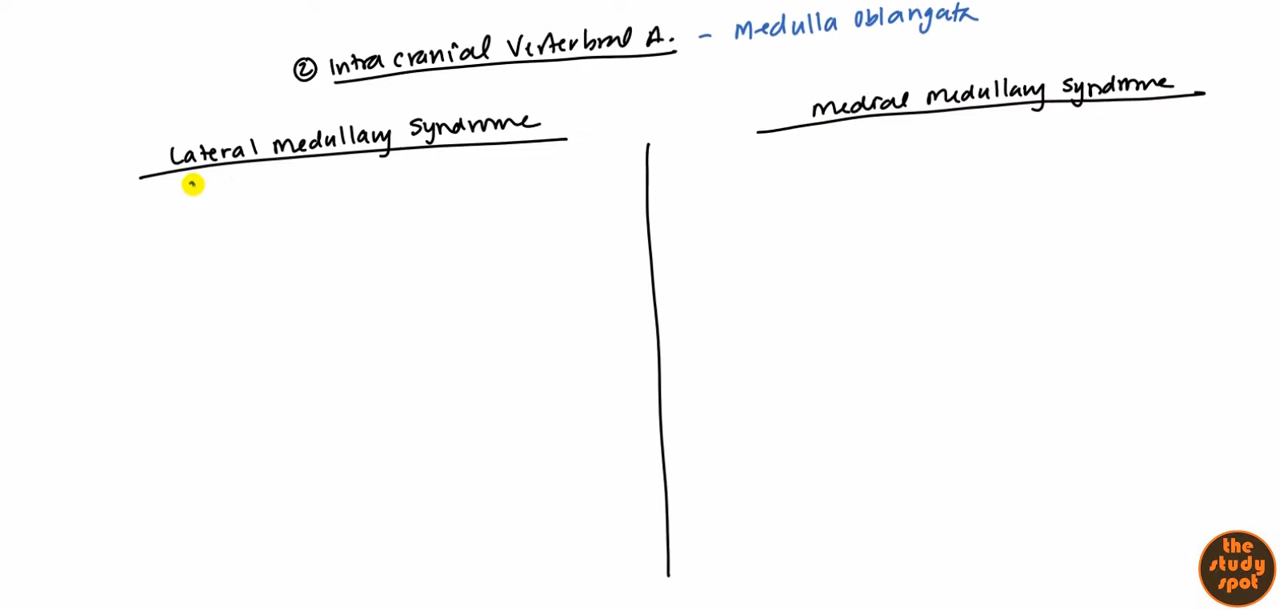 ② Intracranial Vertebral A. - Medulla Oblangata
Lateral medullary syndrome
Medial medullary syndrome
the
study
spot